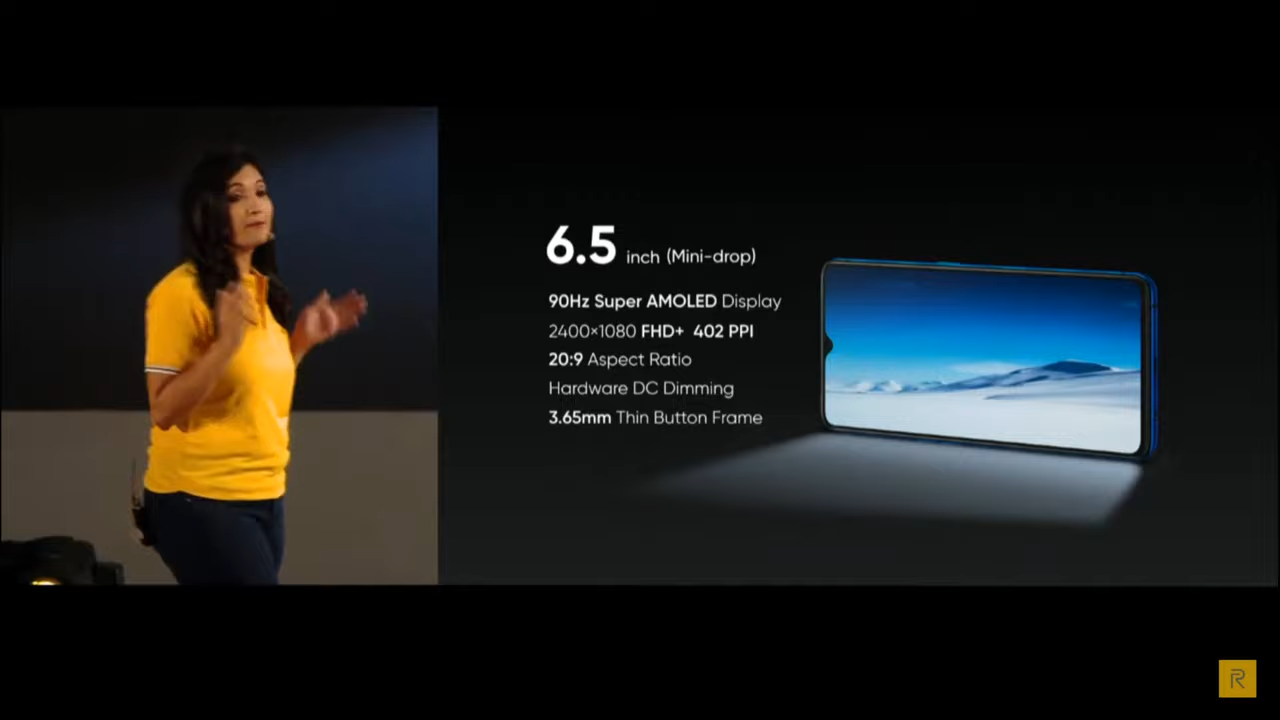 6.5 inch (Mini-drop)
90Hz Super AMOLED Display
2400×1080 FHD+ 402 PPI
20:9 Aspect Ratio
Hardware DC Dimming
3.65mm Thin Button Frame
R